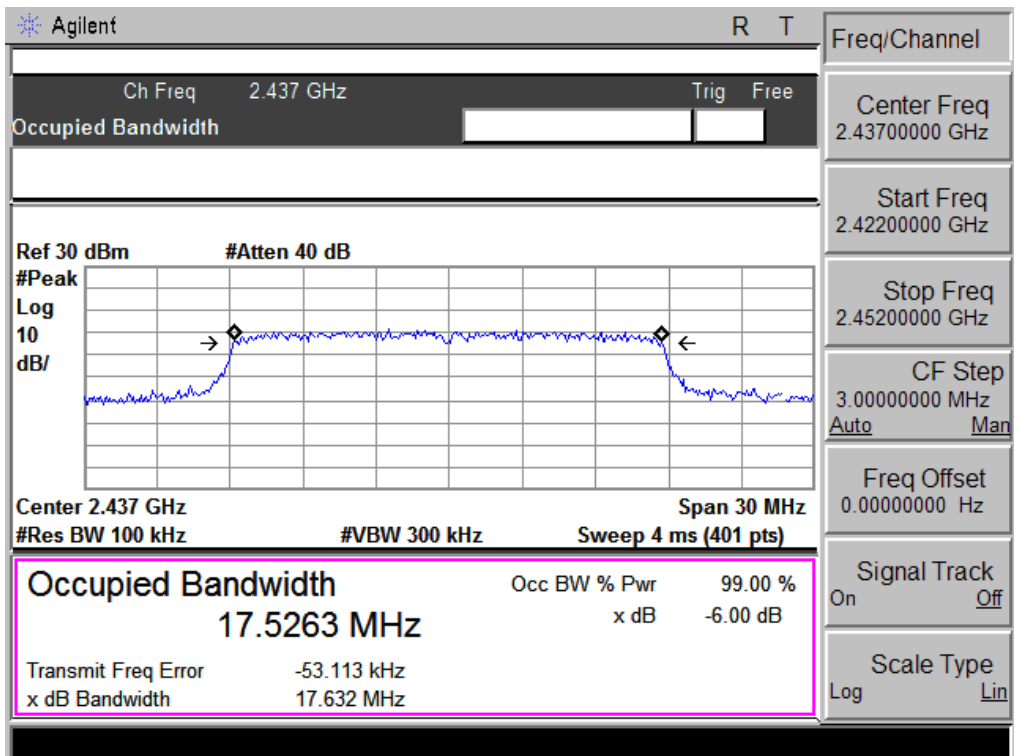 Agilent R T
Ch Freq 2.437 GHz Trig Free
Occupied Bandwidth
Ref 30 dBm #Atten 40 dB
#Peak
Log
10
dB/
Center 2.437 GHz Span 30 MHz
#Res BW 100 kHz #VBW 300 kHz Sweep 4 ms (401 pts)
Occupied Bandwidth Occ BW % Pwr 99.00 %
17.5263 MHz x dB -6.00 dB
Transmit Freq Error -53.113 kHz
x dB Bandwidth 17.632 MHz
Freq/Channel
Center Freq
2.43700000 GHz
Start Freq
2.42200000 GHz
Stop Freq
2.45200000 GHz
CF Step
3.00000000 MHz
Auto Man
Freq Offset
0.00000000 Hz
Signal Track
On Off
Scale Type
Log Lin